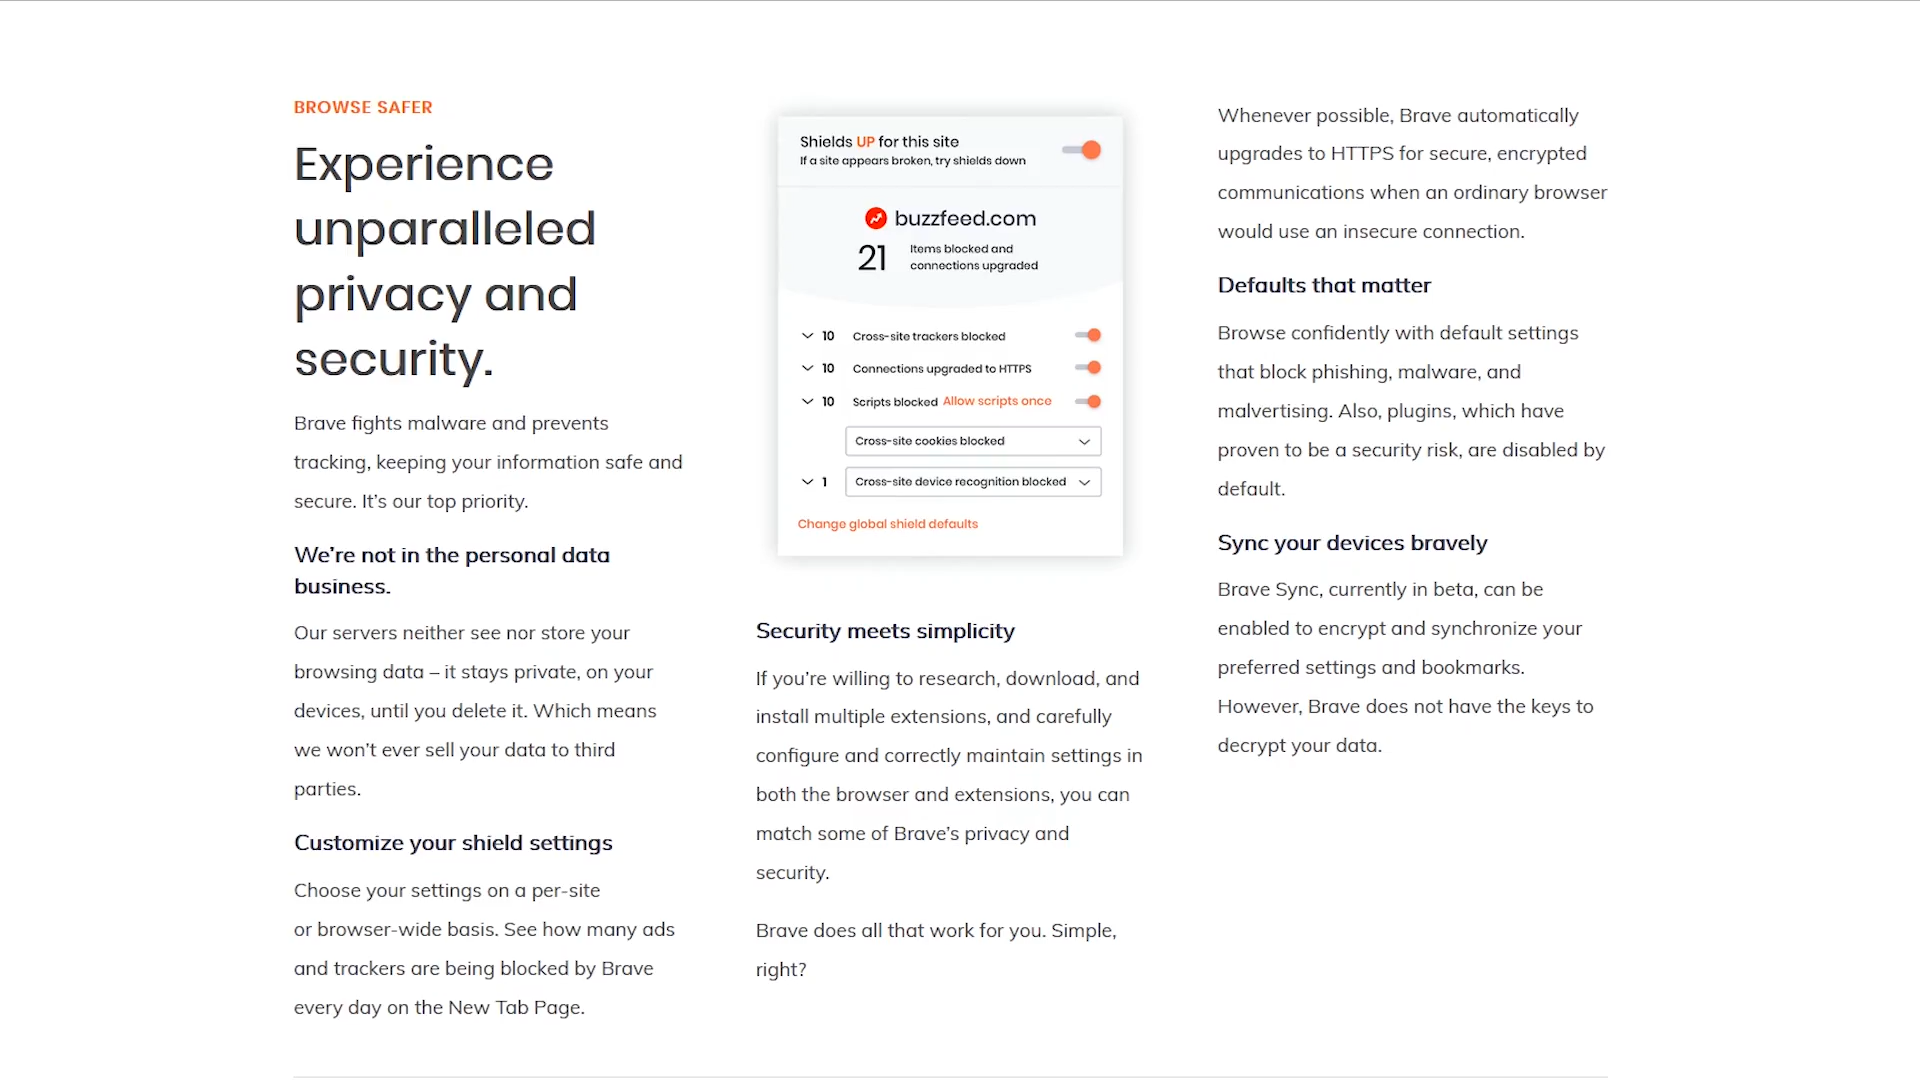 BROWSE SAFER
Experience
unparalleled
privacy and
security.
Brave fights malware and prevents
tracking, keeping your information safe and
secure. It’s our top priority.
We’re not in the personal data
business.
Our servers neither see nor store your
browsing data – it stays private, on your
devices, until you delete it. Which means
we won’t ever sell your data to third
parties.
Customize your shield settings
Choose your settings on a per-site
or browser-wide basis. See how many ads
and trackers are being blocked by Brave
every day on the New Tab Page.
Shields UP for this site
If a site appears broken, try shields down
buzzfeed.com
21 Items blocked and
connections upgraded
10 Cross-site trackers blocked
10 Connections upgraded to HTTPS
10 Scripts blocked Allow scripts once
Cross-site cookies blocked
1 Cross-site device recognition blocked
Change global shield defaults
Security meets simplicity
If you’re willing to research, download, and
install multiple extensions, and carefully
configure and correctly maintain settings in
both the browser and extensions, you can
match some of Brave’s privacy and
security.
Brave does all that work for you. Simple,
right?
Whenever possible, Brave automatically
upgrades to HTTPS for secure, encrypted
communications when an ordinary browser
would use an insecure connection.
Defaults that matter
Browse confidently with default settings
that block phishing, malware, and
malvertising. Also, plugins, which have
proven to be a security risk, are disabled by
default.
Sync your devices bravely
Brave Sync, currently in beta, can be
enabled to encrypt and synchronize your
preferred settings and bookmarks.
However, Brave does not have the keys to
decrypt your data.